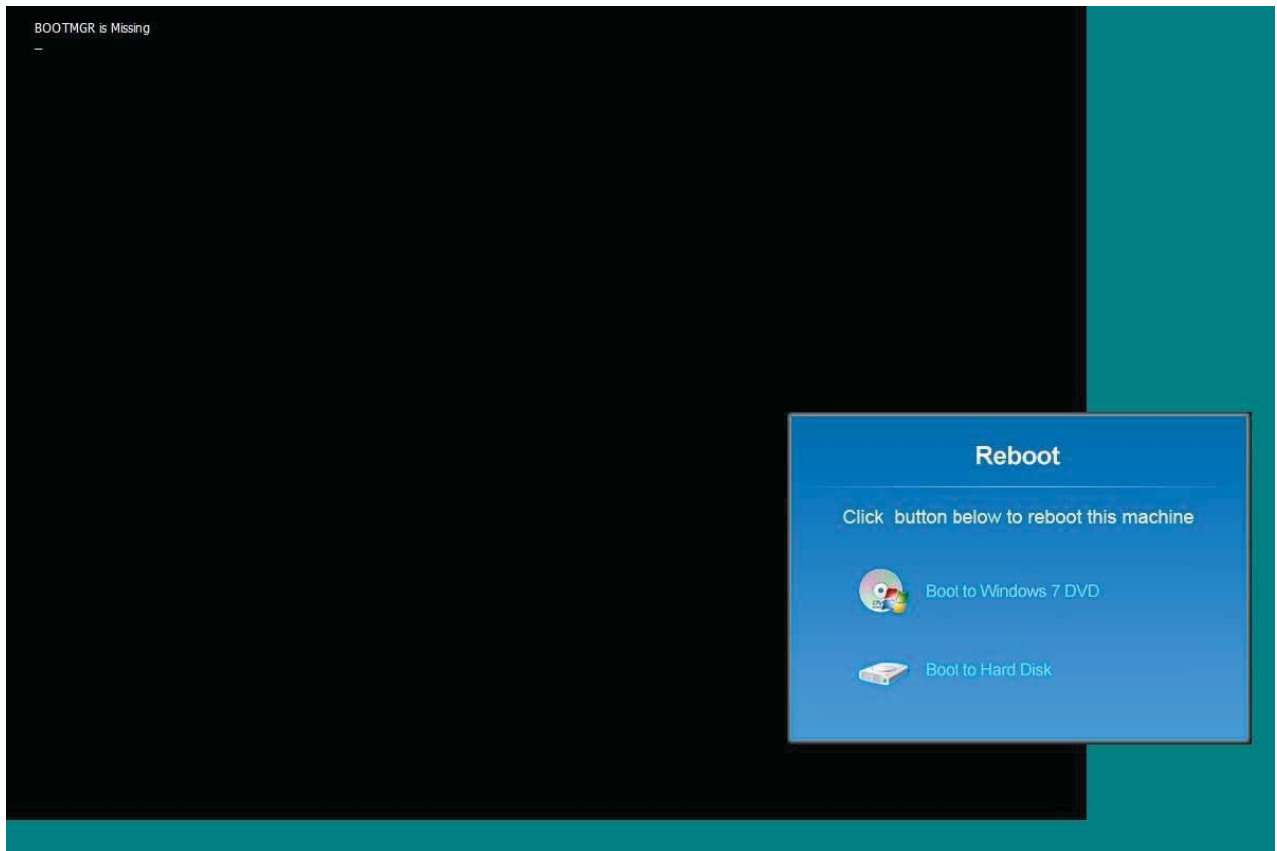 BOOTMGR is Missing
_
Reboot
Click button below to reboot this machine
Boot to Windows 7 DVD
Boot to Hard Disk